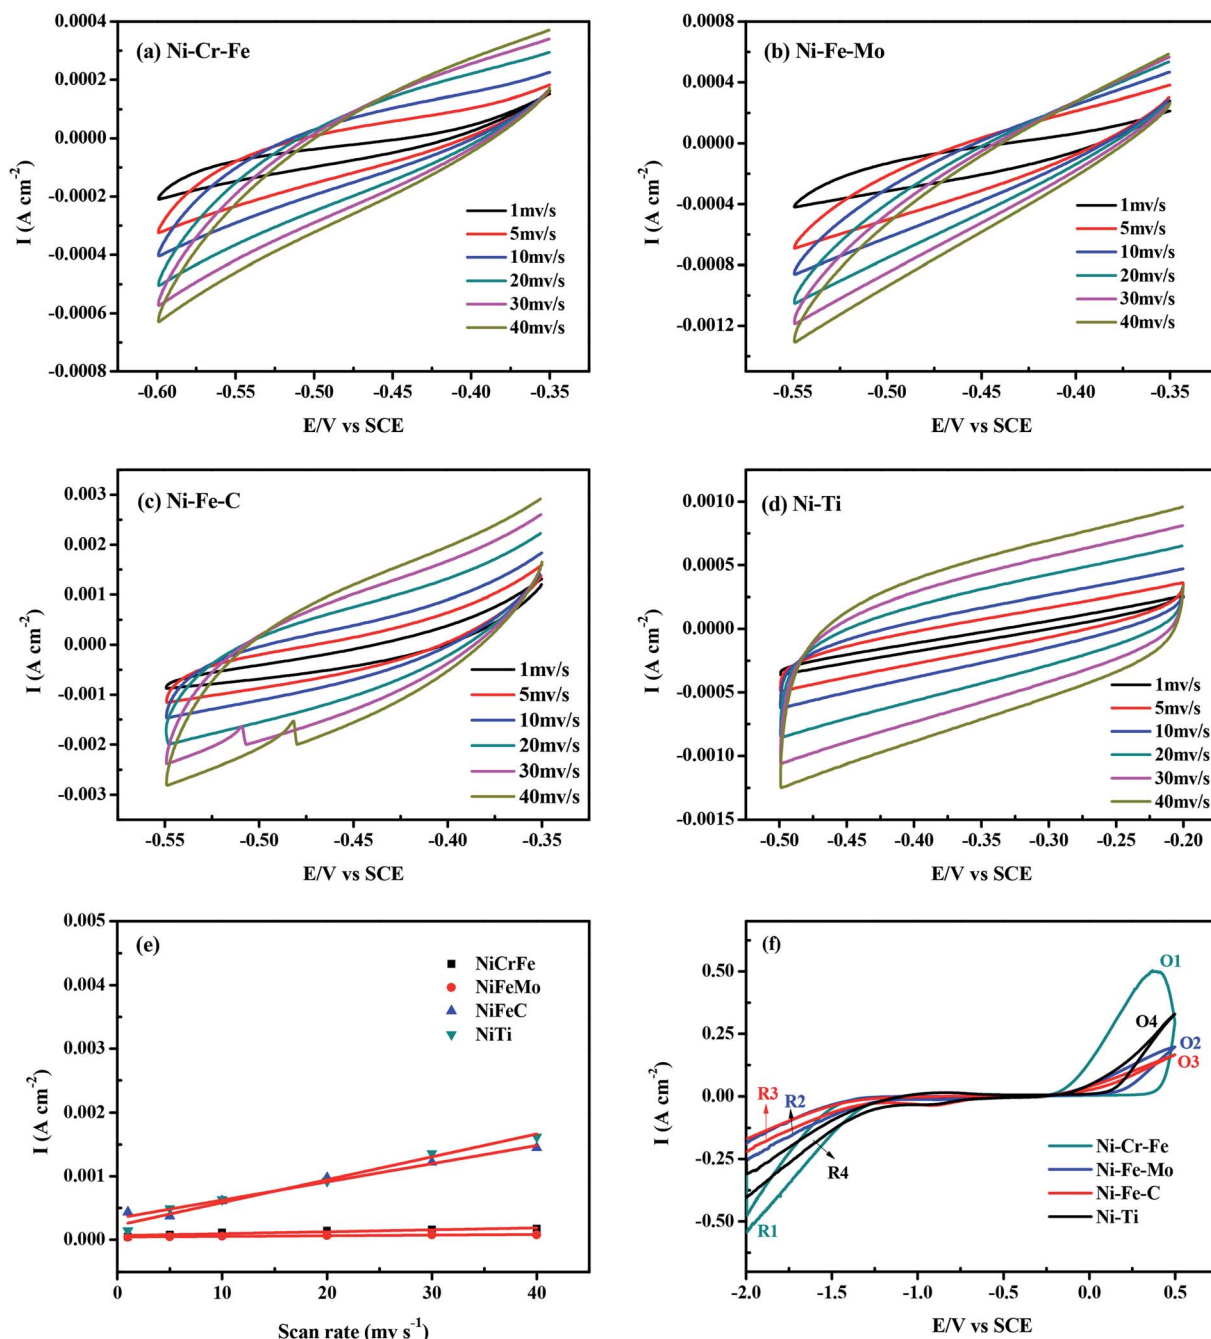 (a) Ni-Cr-Fe
0.0004
0.0002
0.0000
-0.0002
-0.0004
-0.0006
-0.0008
I (A cm-2)
1mv/s
5mv/s
10mv/s
20mv/s
30mv/s
40mv/s
-0.60 -0.55 -0.50 -0.45 -0.40 -0.35
E/V vs SCE
(b) Ni-Fe-Mo
0.0008
0.0004
0.0000
-0.0004
-0.0008
-0.0012
I (A cm-2)
1mv/s
5mv/s
10mv/s
20mv/s
30mv/s
40mv/s
-0.55 -0.50 -0.45 -0.40 -0.35
E/V vs SCE
(c) Ni-Fe-C
0.003
0.002
0.001
0.000
-0.001
-0.002
-0.003
I (A cm-2)
1mv/s
5mv/s
10mv/s
20mv/s
30mv/s
40mv/s
-0.55 -0.50 -0.45 -0.40 -0.35
E/V vs SCE
(d) Ni-Ti
0.0010
0.0005
0.0000
-0.0005
-0.0010
-0.0015
I (A cm-2)
1mv/s
5mv/s
10mv/s
20mv/s
30mv/s
40mv/s
-0.50 -0.45 -0.40 -0.35 -0.30 -0.25 -0.20
E/V vs SCE
(e)
0.005
0.004
0.003
0.002
0.001
0.000
I (A cm-2)
NiCrFe
NiFeMo
NiFeC
NiTi
0 10 20 30 40
Scan rate (mv s-1)
(f)
0.50
0.25
0.00
-0.25
-0.50
I (A cm-2)
O1
O4
O2
O3
R3
R2
R4
R1
Ni-Cr-Fe
Ni-Fe-Mo
Ni-Fe-C
Ni-Ti
-2.0 -1.5 -1.0 -0.5 0.0 0.5
E/V vs SCE